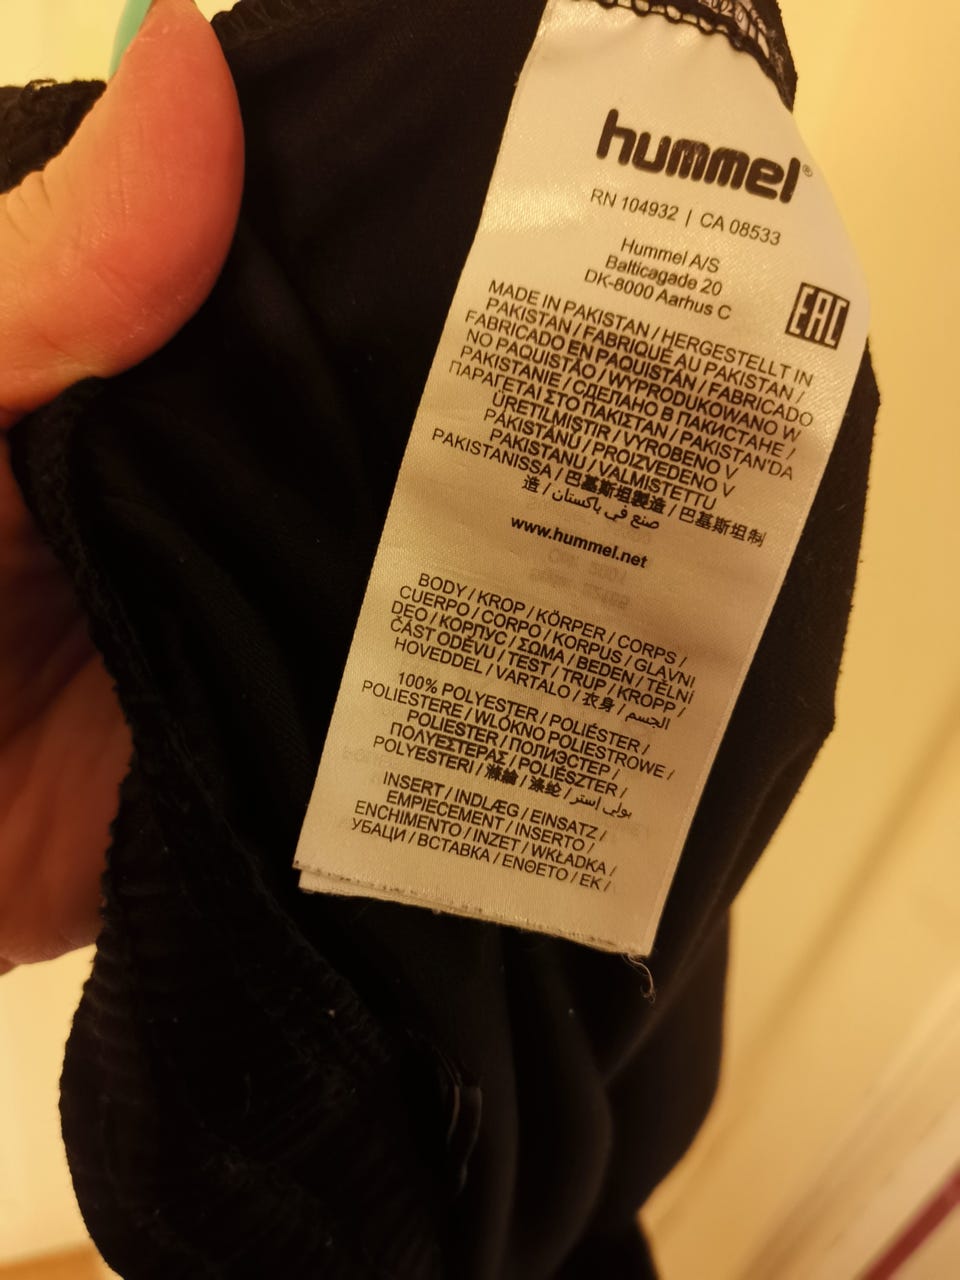 hummel®
RN 104932 | CA 08533
Hummel A/S
Balticagade 20
DK-8000 Aarhus C
EAC
MADE IN PAKISTAN / HERGESTELLT IN
PAKISTAN / FABRIQUÉ AU PAKISTAN /
FABRICADO EN PAQUISTÁN / FABRICADO
NO PAQUISTÃO / WYPRODUKOWANO W
PAKISTANIE / СДЕЛАНО В ПАКИСТАНЕ /
ΠΑΡΑΓΕΤΑΙ ΣΤΟ ΠΑΚΙΣΤΑΝ / PAKISTAN'DA
ÜRETILMIŞTIR / VYROBENO V
PÁKISTÁNU / PROIZVEDENO V
PAKISTANU / VALMISTETTU
PAKISTANISSA / 巴基斯坦製造 / 巴基斯坦制
造 / صنع في باكستان
www.hummel.net
BODY / KROP / KÖRPER / CORPS /
CUERPO / CORPO / KORPUS / GLAVNI
DEO / КОРПУС / ΣΩΜΑ / BEDEN / TĚLNÍ
ČÁST ODĚVU / TEST / TRUP / KROPP /
HOVEDDEL / VARTALO / 衣身 / الجسم
100% POLYESTER / POLIÉSTER /
POLIESTERE / WŁÓKNO POLIESTROWE /
POLIESTER / ПОЛИЭСТЕР /
ΠΟΛΥΕΣΤΕΡΑΣ / POLIÉSZTER /
POLYESTERI / 滌綸 / 涤纶 / بولي استر
INSERT / INDLÆG / EINSATZ /
EMPIECEMENT / INSERTO /
ENCHIMENTO / INZET / WKŁADKA /
УБАЦИ / ВСТАВКА / ΕΝΘΕΤΟ / EK /